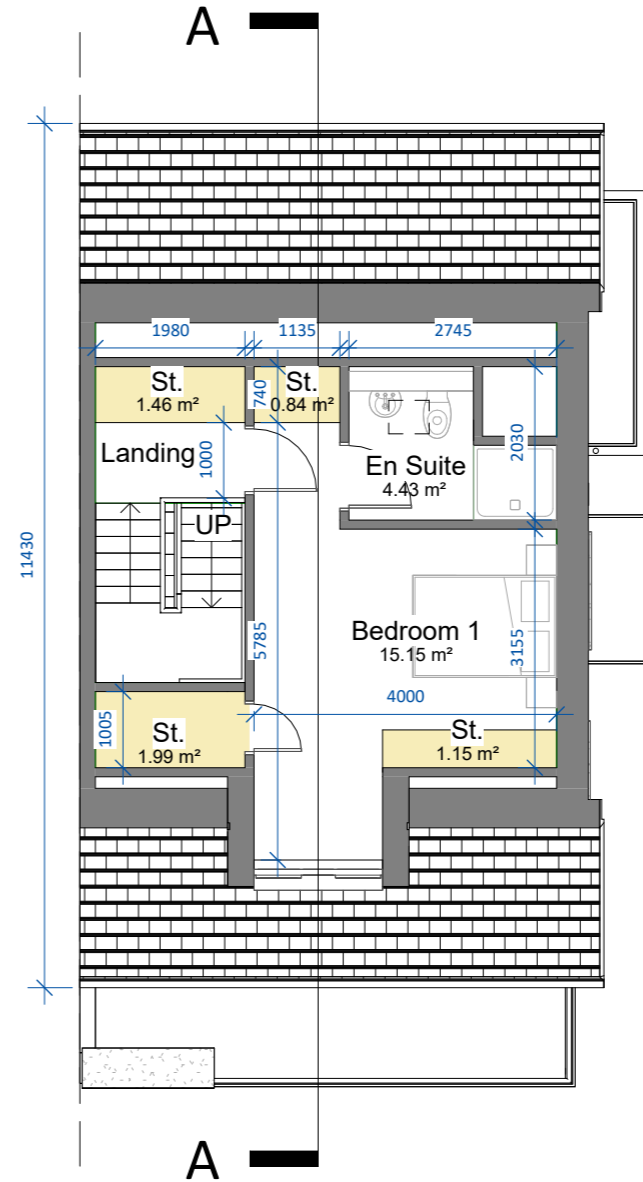 A
1980
1135
2745
St.
1.46 m²
740
St.
0.84 m²
Landing
1000
En Suite
4.43 m²
2030
UP
11430
5785
Bedroom 1
15.15 m²
3155
4000
1005
St.
1.99 m²
St.
1.15 m²
A